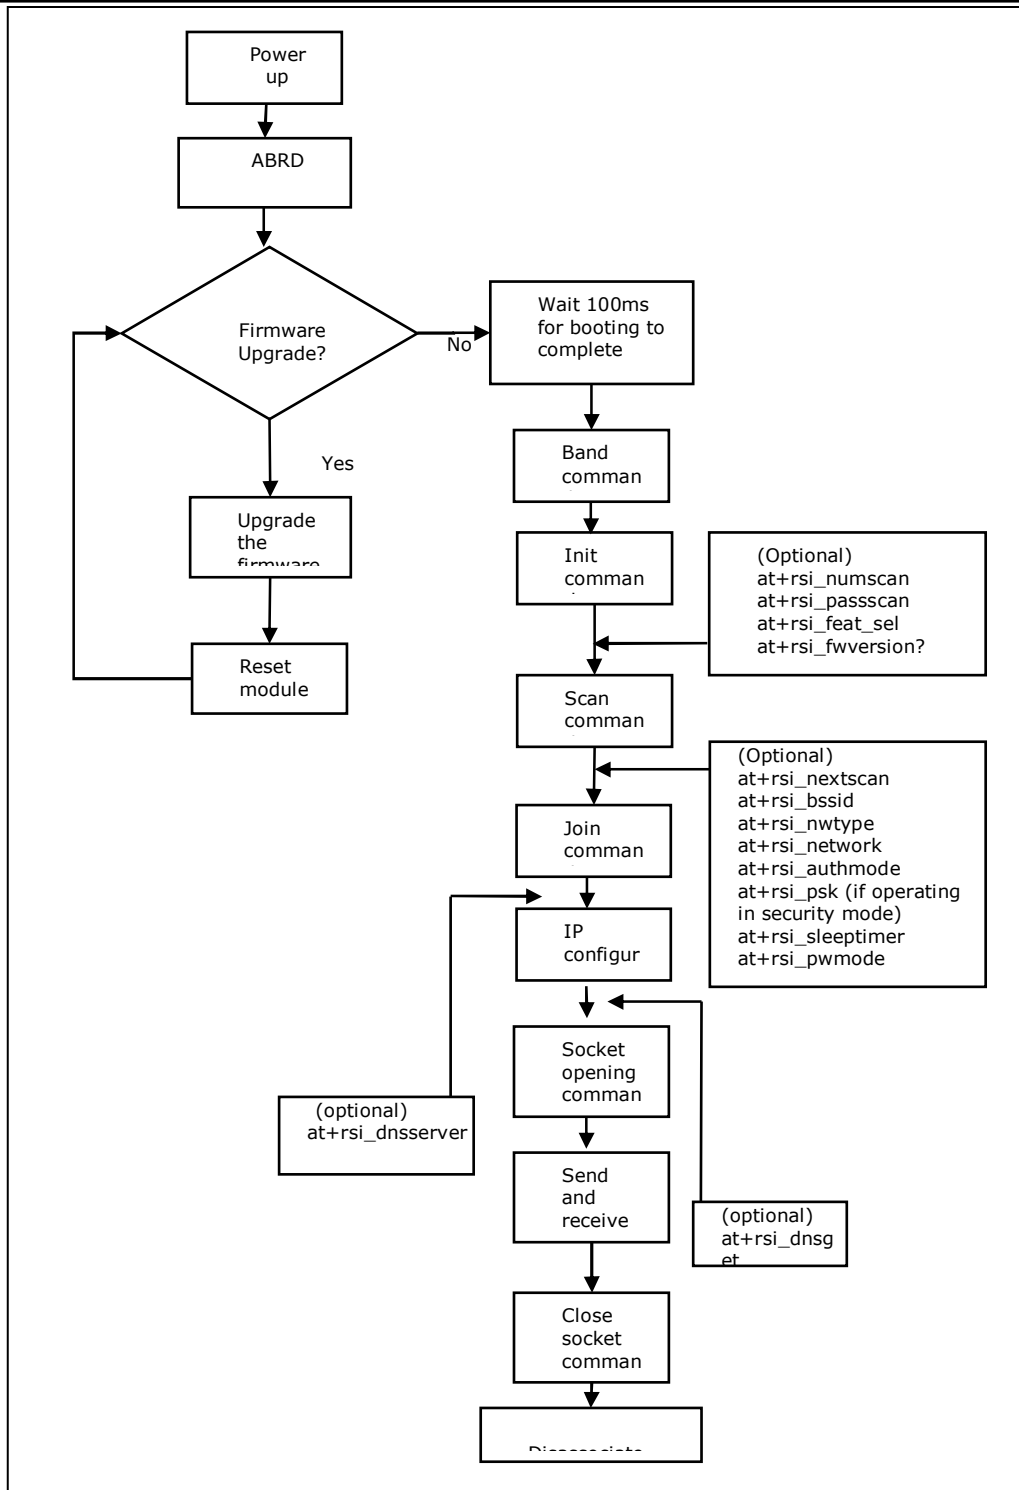 Power
up
ABRD
Firmware
Upgrade?
No
Yes
Upgrade
the
firmware
Reset
module
Wait 100ms
for booting to
complete
Band
comman
Init
comman
(Optional)
at+rsi_numscan
at+rsi_passscan
at+rsi_feat_sel
at+rsi_fwversion?
Scan
comman
(Optional)
at+rsi_nextscan
at+rsi_bssid
at+rsi_nwtype
at+rsi_network
at+rsi_authmode
at+rsi_psk (if operating
in security mode)
at+rsi_sleeptimer
at+rsi_pwmode
Join
comman
IP
configur
Socket
opening
comman
(optional)
at+rsi_dnsserver
Send
and
receive
(optional)
at+rsi_dnsg
et
Close
socket
comman
Disassociate